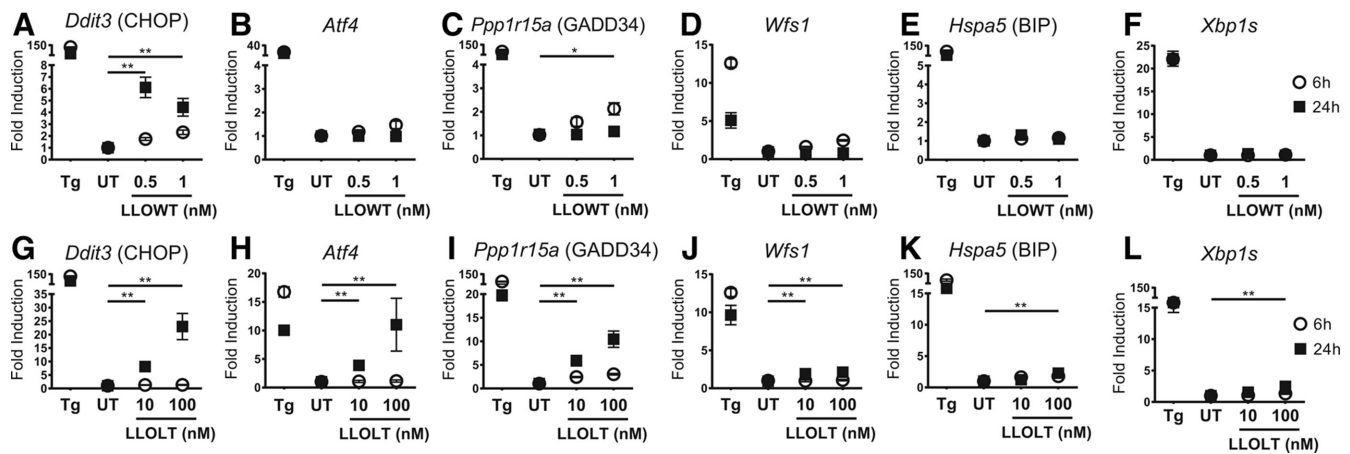 A
Ddit3 (CHOP)
Fold Induction
150
1
8
7
6
5
4
3
2
1
0
**
**
Tg UT 0.5 1
LLOWT (nM)
B
Atf4
Fold Induction
40
1
4
3
2
1
0
Tg UT 0.5 1
LLOWT (nM)
C
Ppp1r15a (GADD34)
Fold Induction
150
1
4
3
2
1
0
*
Tg UT 0.5 1
LLOWT (nM)
D
Wfs1
Fold Induction
15
10
5
0
Tg UT 0.5 1
LLOWT (nM)
E
Hspa5 (BIP)
Fold Induction
150
1
5
4
3
2
1
0
Tg UT 0.5 1
LLOWT (nM)
F
Xbp1s
Fold Induction
25
20
15
10
5
0
Tg UT 0.5 1
LLOWT (nM)
6h
24h
G
Ddit3 (CHOP)
Fold Induction
150
1
35
30
25
20
15
10
5
0
**
**
Tg UT 10 100
LLOLT (nM)
H
Atf4
Fold Induction
20
15
10
5
0
**
**
Tg UT 10 100
LLOLT (nM)
I
Ppp1r15a (GADD34)
Fold Induction
150
1
20
15
10
5
0
**
**
Tg UT 10 100
LLOLT (nM)
J
Wfs1
Fold Induction
15
10
5
0
**
**
Tg UT 10 100
LLOLT (nM)
K
Hspa5 (BIP)
Fold Induction
150
1
15
10
5
0
**
Tg UT 10 100
LLOLT (nM)
L
Xbp1s
Fold Induction
150
1
15
10
5
0
**
Tg UT 10 100
LLOLT (nM)
6h
24h